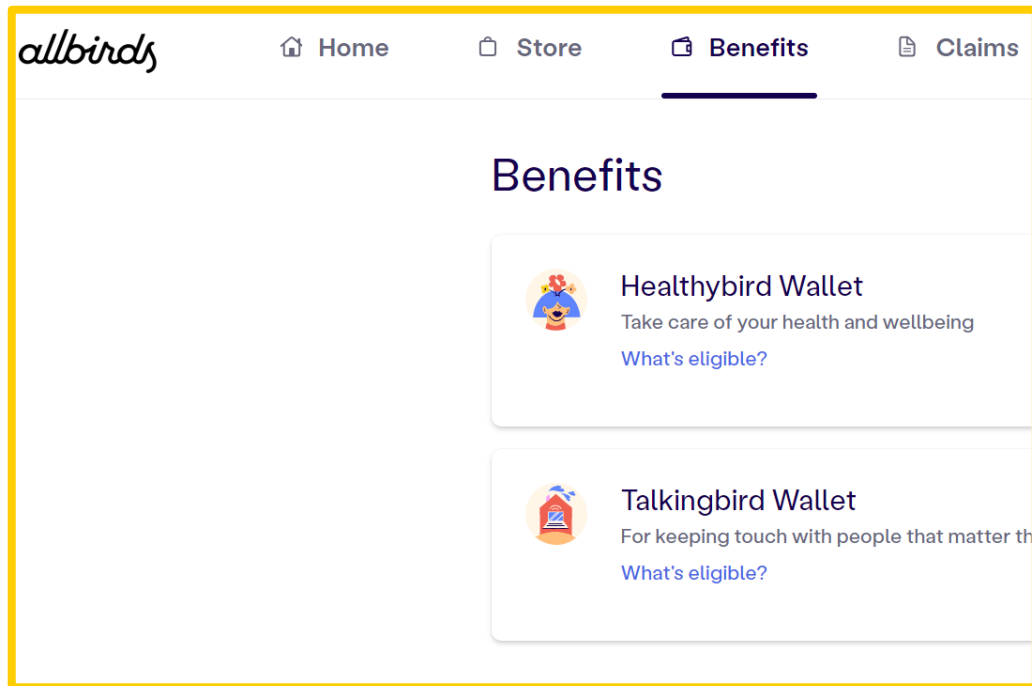 allbirds
Home Store Benefits Claims
Benefits
Healthybird Wallet
Take care of your health and wellbeing
What's eligible?
Talkingbird Wallet
For keeping touch with people that matter th
What's eligible?